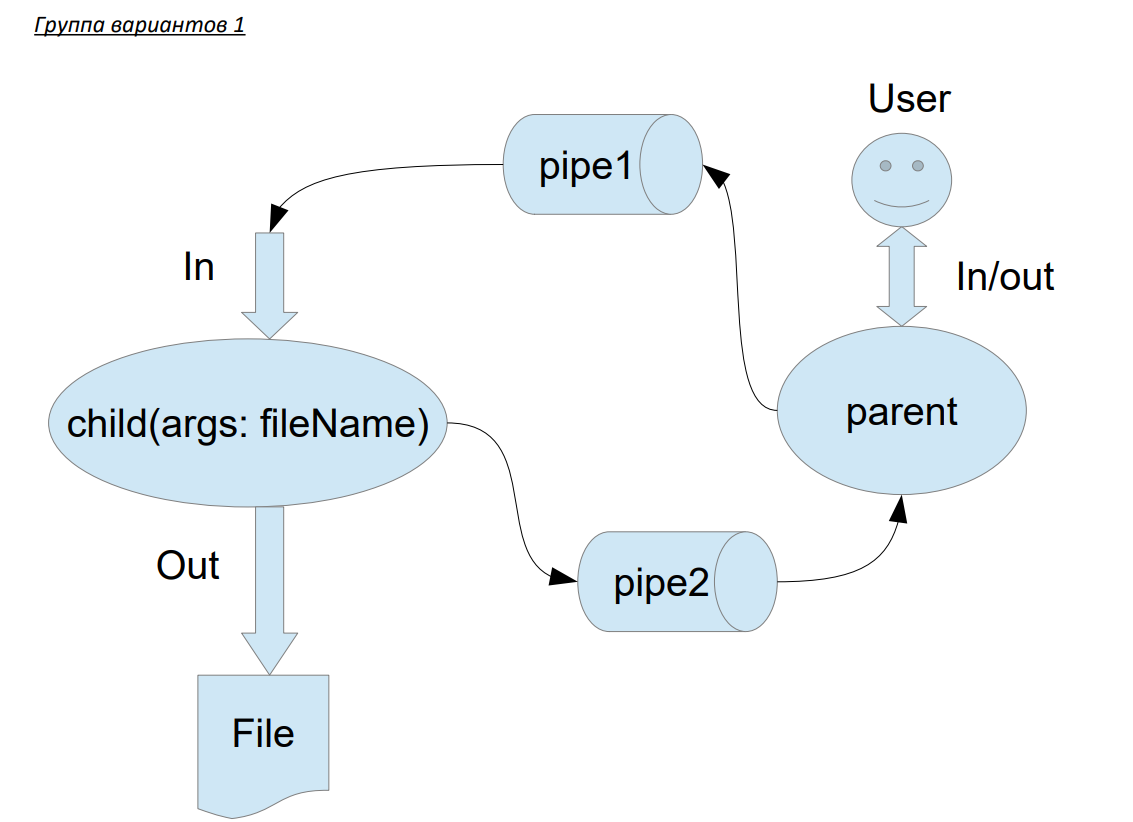 Группа вариантов 1
User
pipe1
In
In/out
child(args: fileName)
parent
Out
pipe2
File